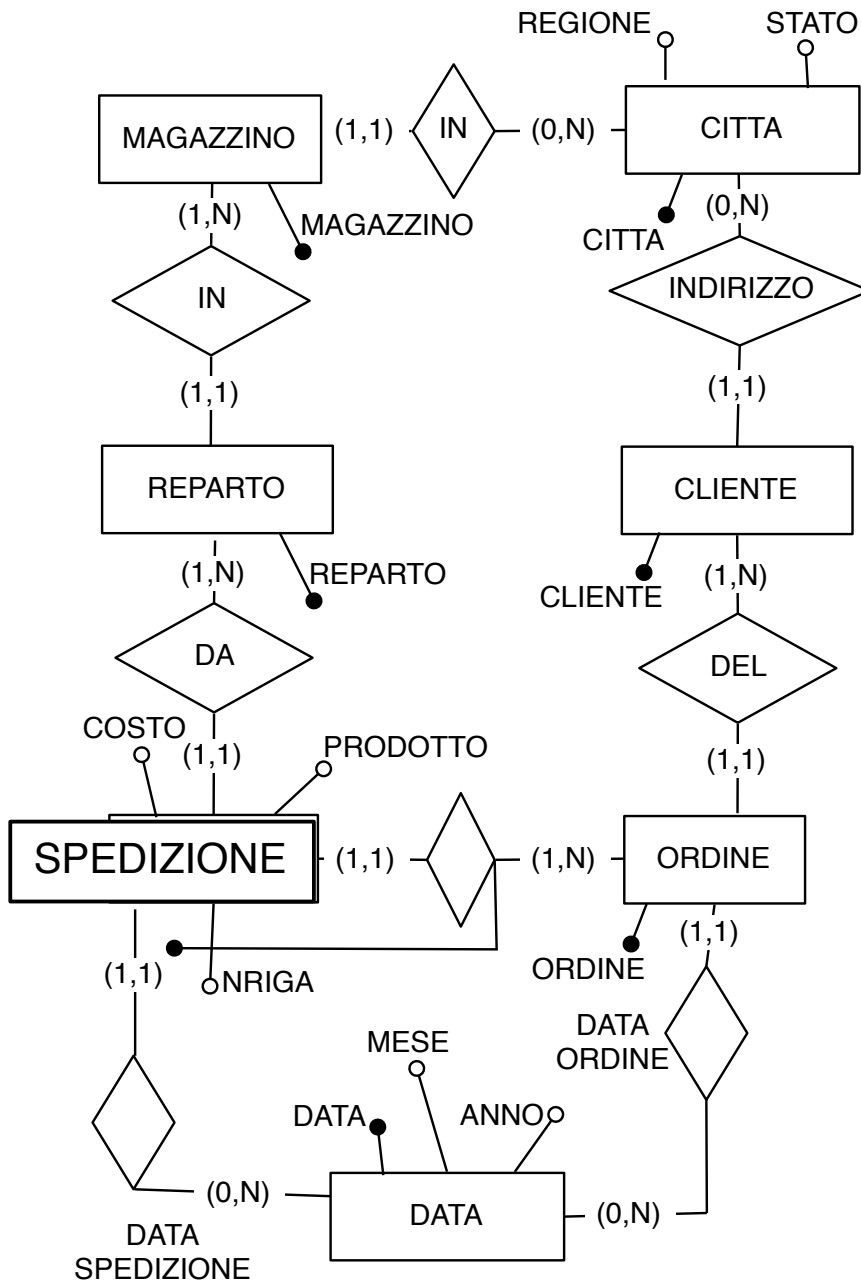 REGIONE STATO
MAGAZZINO (1,1) IN (0,N) CITTA
(1,N) MAGAZZINO (0,N)
CITTA
IN INDIRIZZO
(1,1) (1,1)
REPARTO CLIENTE
(1,N) REPARTO (1,N)
CLIENTE
DA DEL
COSTO PRODOTTO
(1,1) (1,1)
SPEDIZIONE (1,1) (1,N) ORDINE
(1,1) NRIGA ORDINE (1,1)
DATA
ORDINE
MESE
DATA ANNO
(0,N) DATA (0,N)
DATA
SPEDIZIONE